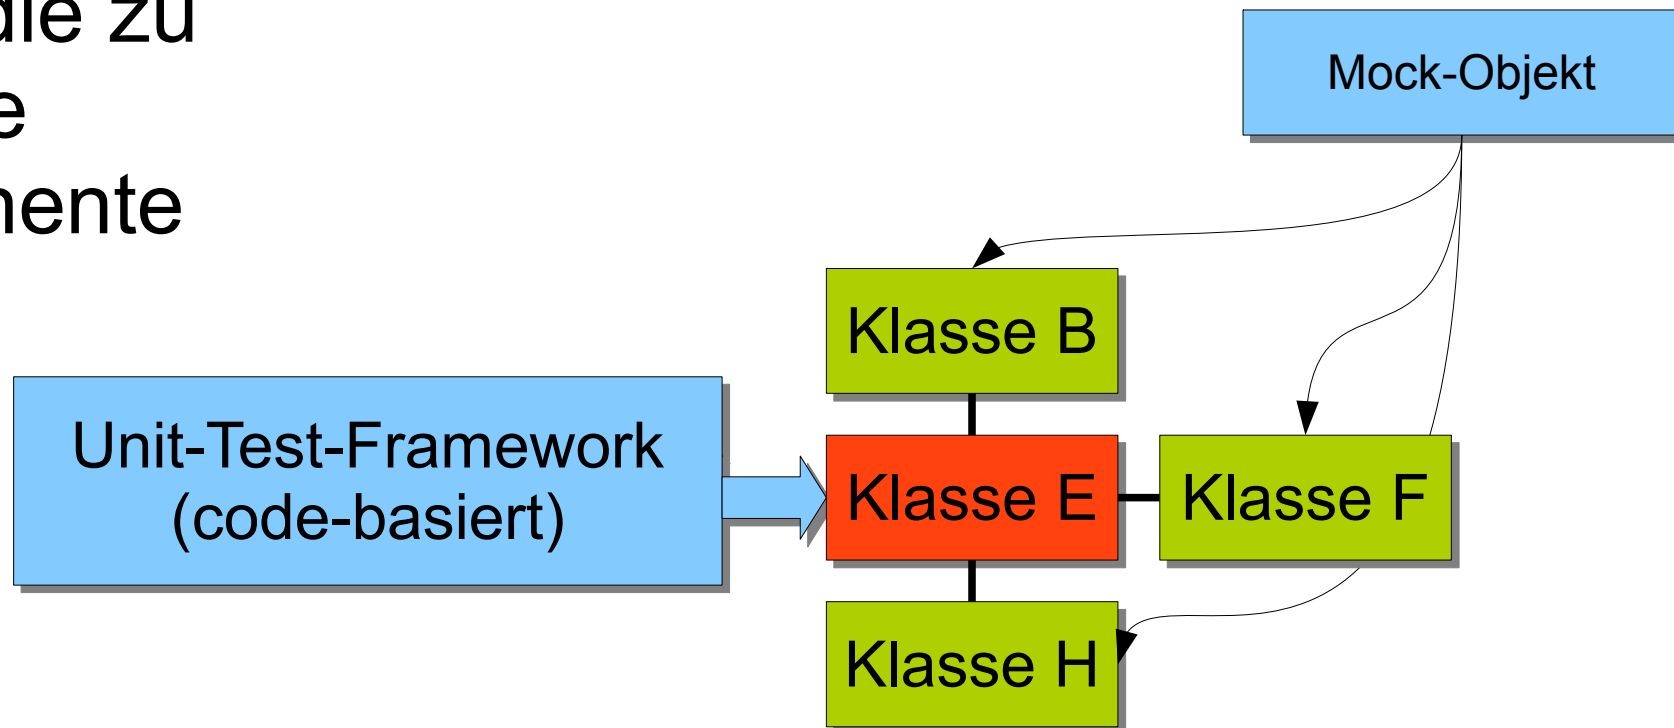 die zu
e
nente
Mock-Objekt
Klasse B
Unit-Test-Framework
(code-basiert)
Klasse E
Klasse F
Klasse H